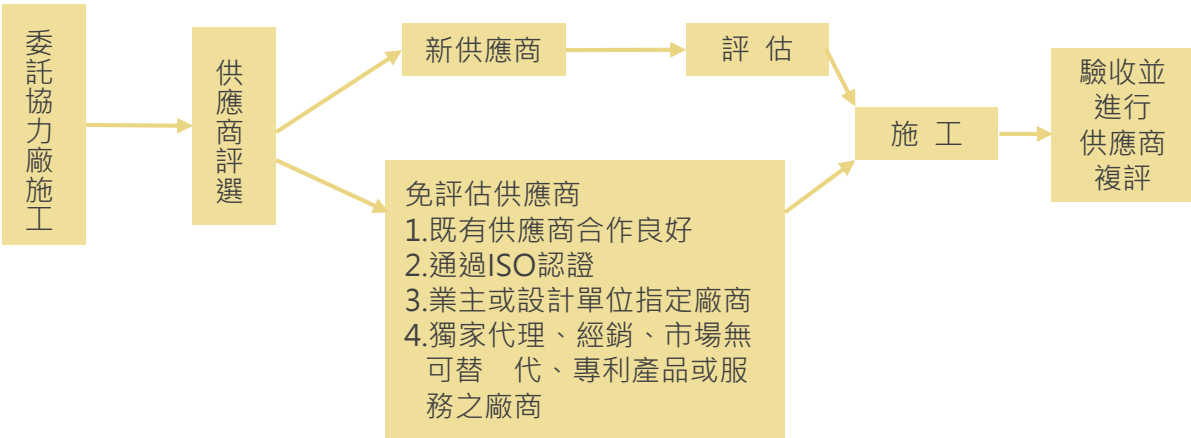 委託協力廠施工
供應商評選
新供應商
評 估
免評估供應商
1.既有供應商合作良好
2.通過ISO認證
3.業主或設計單位指定廠商
4.獨家代理、經銷、市場無
可替 代、專利產品或服
務之廠商
施 工
驗收並
進行
供應商
複評